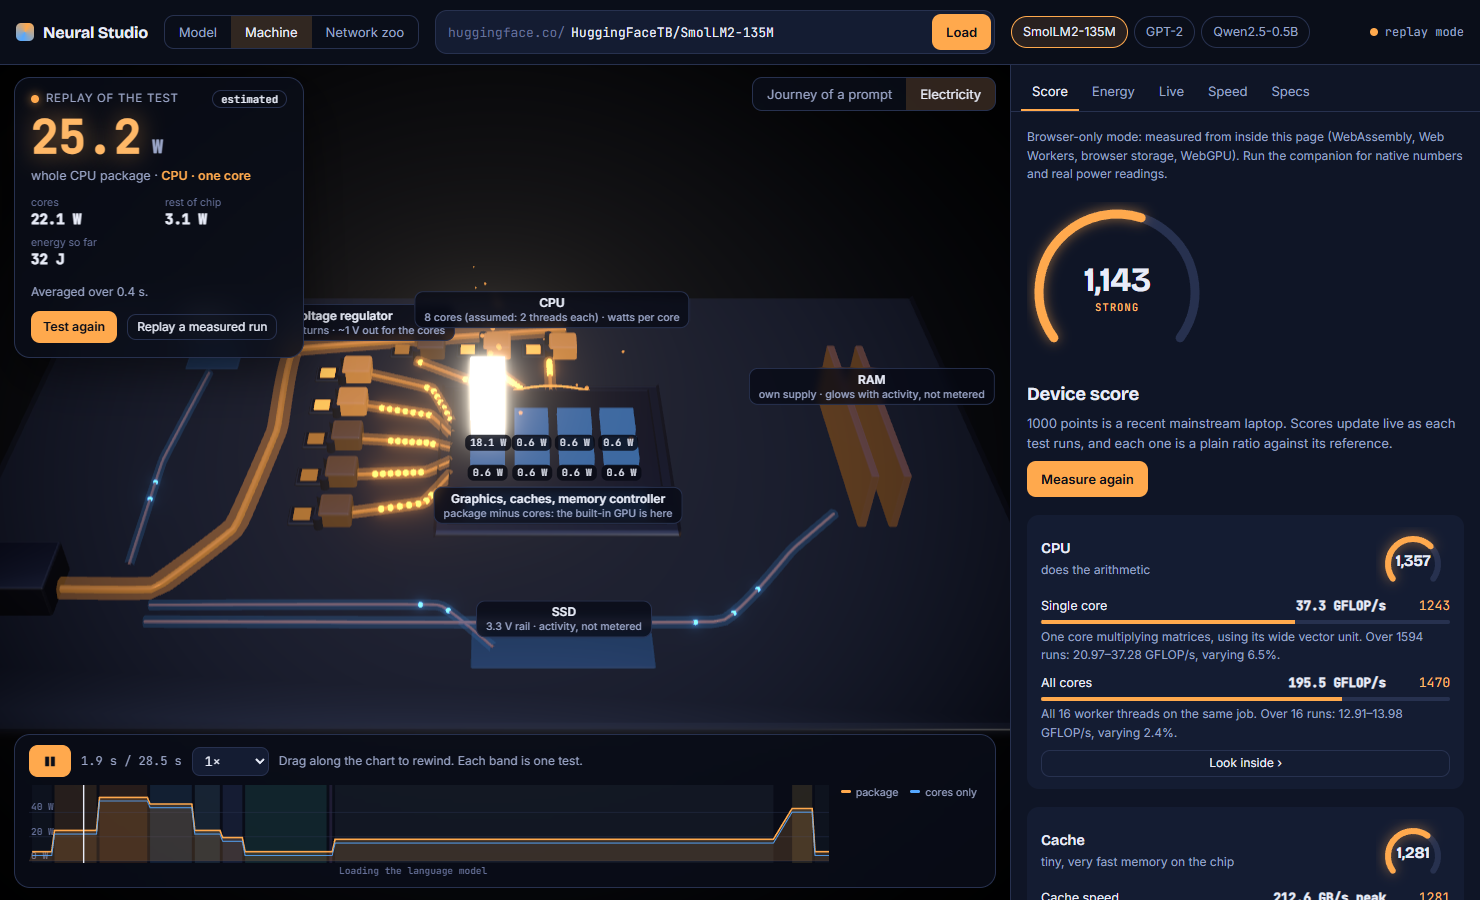 Neural Studio
Model
Machine
Network zoo
huggingface.co/ HuggingFaceTB/SmolLM2-135M
Load
SmolLM2-135M
GPT-2
Qwen2.5-0.5B
replay mode
REPLAY OF THE TEST
estimated
25.2 W
whole CPU package · CPU · one core
cores
rest of chip
22.1 W
3.1 W
energy so far
32 J
Averaged over 0.4 s.
Test again
Replay a measured run
Journey of a prompt
Electricity
oltage regulator
turns · ~1 V out for the cores
CPU
8 cores (assumed: 2 threads each) · watts per core
RAM
own supply · glows with activity, not metered
18.1 W
0.6 W
0.6 W
0.6 W
0.6 W
0.6 W
0.6 W
0.6 W
Graphics, caches, memory controller
package minus cores: the built-in GPU is here
SSD
3.3 V rail · activity, not metered
1.9 s / 28.5 s
1×
Drag along the chart to rewind. Each band is one test.
40 W
20 W
0 W
package
cores only
Loading the language model
Score
Energy
Live
Speed
Specs
Browser-only mode: measured from inside this page (WebAssembly, Web
Workers, browser storage, WebGPU). Run the companion for native numbers
and real power readings.
1,143
STRONG
Device score
1000 points is a recent mainstream laptop. Scores update live as each
test runs, and each one is a plain ratio against its reference.
Measure again
CPU
does the arithmetic
1,357
Single core
37.3 GFLOP/s
1243
One core multiplying matrices, using its wide vector unit. Over 1594
runs: 20.97–37.28 GFLOP/s, varying 6.5%.
All cores
195.5 GFLOP/s
1470
All 16 worker threads on the same job. Over 16 runs: 12.91–13.98
GFLOP/s, varying 2.4%.
Look inside ›
Cache
tiny, very fast memory on the chip
1,281
Cache speed
212.6 GB/s peak
1281